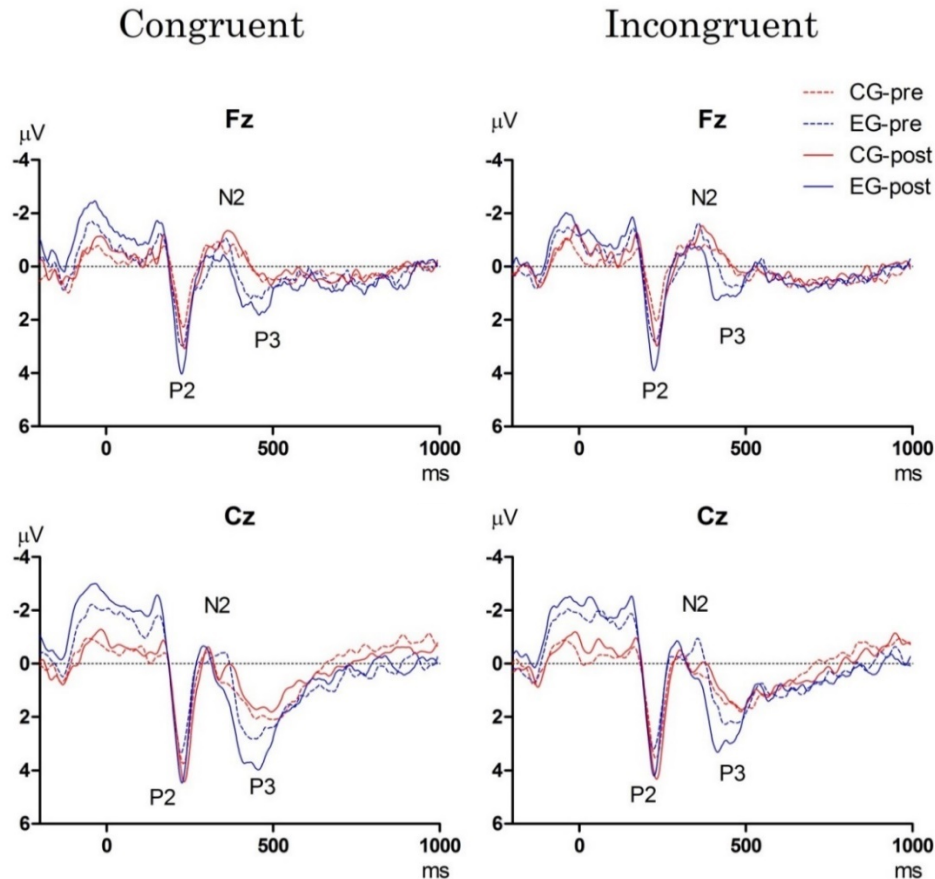 Congruent
Incongruent
CG-pre
EG-pre
CG-post
EG-post
Fz
μV
-4
-2
0
2
4
6
N2
P3
P2
0
500
1000
ms
Fz
μV
-4
-2
0
2
4
6
N2
P3
P2
0
500
1000
ms
Cz
μV
-4
-2
0
2
4
6
N2
P2
P3
0
500
1000
ms
Cz
μV
-4
-2
0
2
4
6
N2
P2
P3
0
500
1000
ms